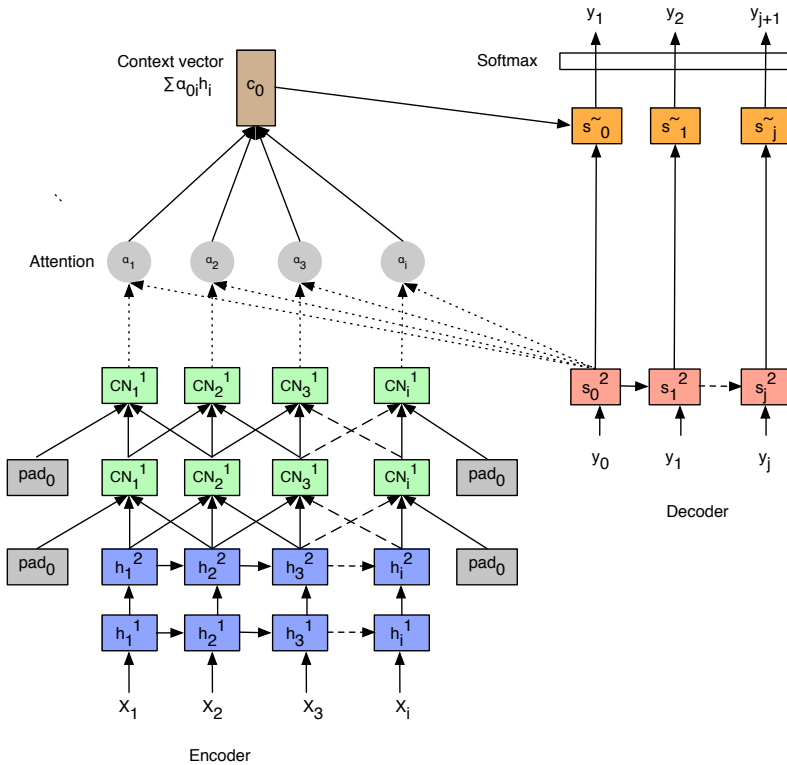 y₁ y₂ yⱼ₊₁
Context vector
∑ α₀ᵢhᵢ
c₀
Softmax
s~₀ s~₁ s~ⱼ
Attention
α₁ α₂ α₃ αᵢ
CN₁¹ CN₂¹ CN₃¹ CNᵢ¹
s₀² s₁² sⱼ²
y₀ y₁ yⱼ
pad₀ CN₁¹ CN₂¹ CN₃¹ CNᵢ¹ pad₀
Decoder
pad₀ h₁² h₂² h₃² hᵢ² pad₀
h₁¹ h₂¹ h₃¹ hᵢ¹
X₁ X₂ X₃ Xᵢ
Encoder